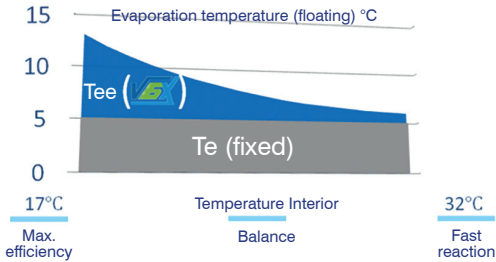 15
Evaporation temperature (floating) °C
10
Tee (V5X)
5
Te (fixed)
0
17°C
Temperature Interior
32°C
Max.
efficiency
Balance
Fast
reaction